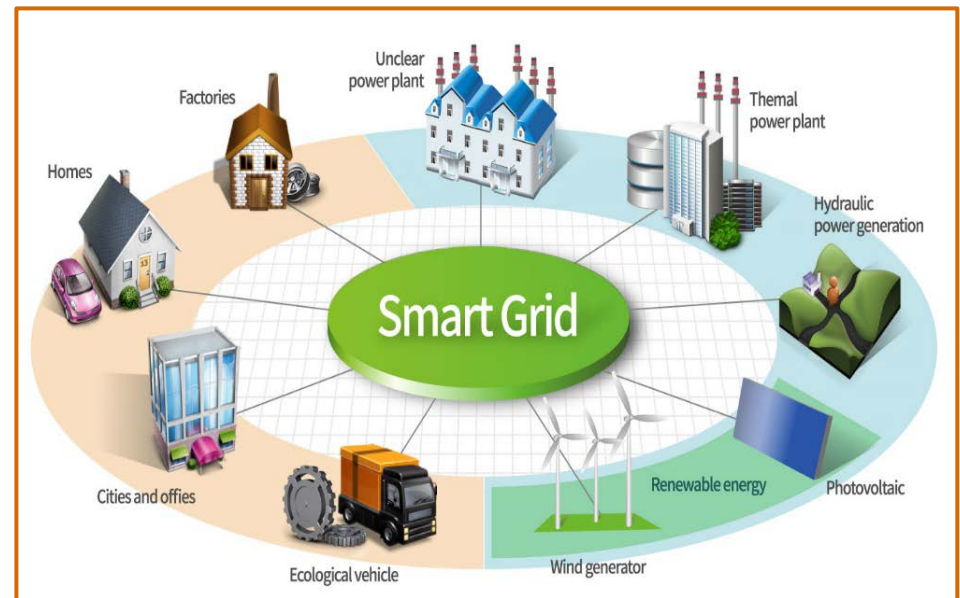 Unclear
power plant
Factories
Themal
power plant
Homes
Hydraulic
power generation
Smart Grid
Cities and offies
Renewable energy
Photovoltaic
Ecological vehicle
Wind generator